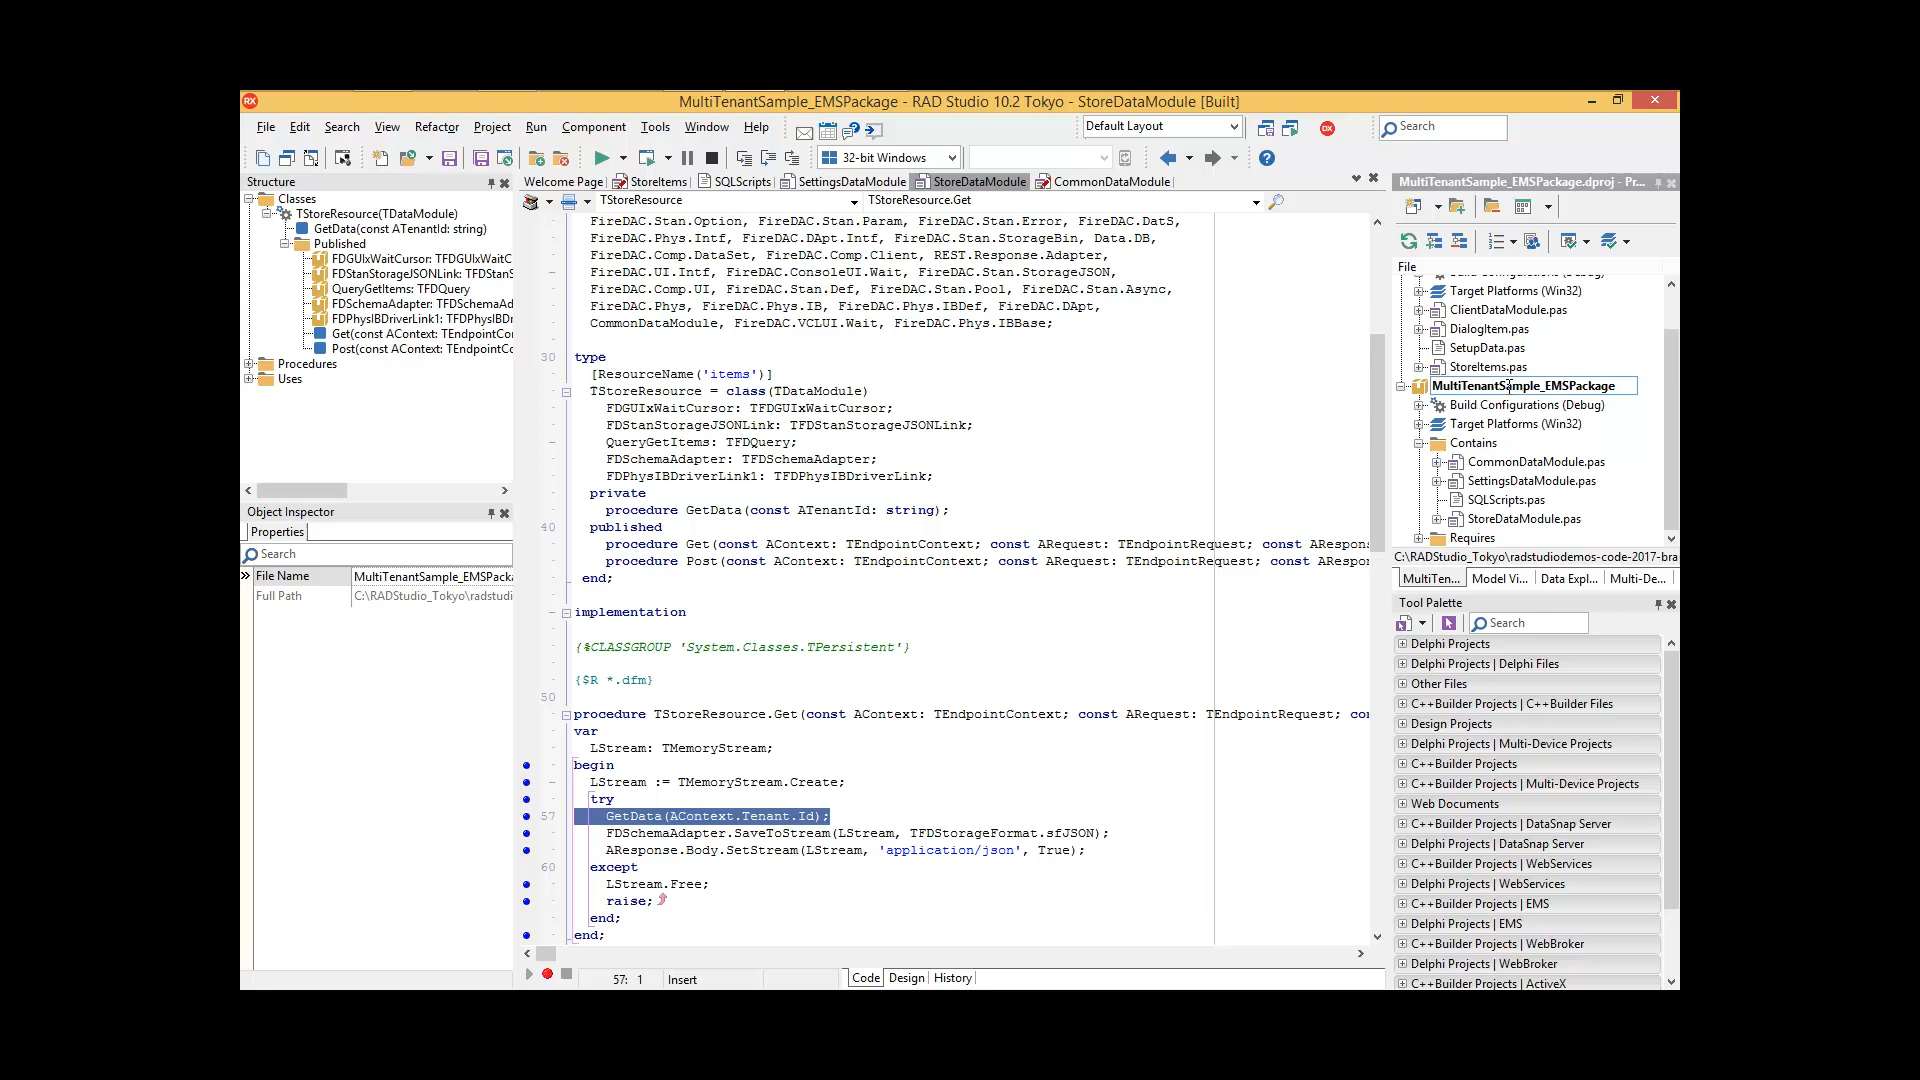 MultiTenantSample_EMSPackage - RAD Studio 10.2 Tokyo - StoreDataModule [Built]
File Edit Search View Refactor Project Run Component Tools Window Help
Default Layout
Search
32-bit Windows
Structure
Classes
TStoreResource(TDataModule)
GetData(const ATenantId: string)
Published
FDGUIxWaitCursor: TFDGUIxWaitC
FDStanStorageJSONLink: TFDStanS
QueryGetItems: TFDQuery
FDSchemaAdapter: TFDSchemaAd
FDPhysIBDriverLink1: TFDPhysIBDr
Get(const AContext: TEndpointCo
Post(const AContext: TEndpointCo
Procedures
Uses
Object Inspector
Properties
Search
File Name MultiTenantSample_EMSPacka
Full Path C:\RADStudio_Tokyo\radstudi
Welcome Page StoreItems SQLScripts SettingsDataModule StoreDataModule CommonDataModule
TStoreResource TStoreResource.Get
FireDAC.Stan.Option, FireDAC.Stan.Param, FireDAC.Stan.Error, FireDAC.DatS,
FireDAC.Phys.Intf, FireDAC.DApt.Intf, FireDAC.Stan.StorageBin, Data.DB,
FireDAC.Comp.DataSet, FireDAC.Comp.Client, REST.Response.Adapter,
FireDAC.UI.Intf, FireDAC.ConsoleUI.Wait, FireDAC.Stan.StorageJSON,
FireDAC.Comp.UI, FireDAC.Stan.Def, FireDAC.Stan.Pool, FireDAC.Stan.Async,
FireDAC.Phys, FireDAC.Phys.IB, FireDAC.Phys.IBDef, FireDAC.DApt,
CommonDataModule, FireDAC.VCLUI.Wait, FireDAC.Phys.IBBase;
30 type
[ResourceName('items')]
TStoreResource = class(TDataModule)
FDGUIxWaitCursor: TFDGUIxWaitCursor;
FDStanStorageJSONLink: TFDStanStorageJSONLink;
QueryGetItems: TFDQuery;
FDSchemaAdapter: TFDSchemaAdapter;
FDPhysIBDriverLink1: TFDPhysIBDriverLink;
private
procedure GetData(const ATenantId: string);
40 published
procedure Get(const AContext: TEndpointContext; const ARequest: TEndpointRequest; const ARespons
procedure Post(const AContext: TEndpointContext; const ARequest: TEndpointRequest; const ARespor
end;
implementation
{%CLASSGROUP 'System.Classes.TPersistent'}
{$R *.dfm}
50
procedure TStoreResource.Get(const AContext: TEndpointContext; const ARequest: TEndpointRequest; co
var
LStream: TMemoryStream;
begin
LStream := TMemoryStream.Create;
try
57 GetData(AContext.Tenant.Id);
FDSchemaAdapter.SaveToStream(LStream, TFDStorageFormat.sfJSON);
AResponse.Body.SetStream(LStream, 'application/json', True);
60 except
LStream.Free;
raise;
end;
end;
57: 1 Insert
Code Design History
MultiTenantSample_EMSPackage.dproj - Pr...
File
Build Configurations (Debug)
Target Platforms (Win32)
ClientDataModule.pas
DialogItem.pas
SetupData.pas
StoreItems.pas
MultiTenantSample_EMSPackage
Build Configurations (Debug)
Target Platforms (Win32)
Contains
CommonDataModule.pas
SettingsDataModule.pas
SQLScripts.pas
StoreDataModule.pas
Requires
C:\RADStudio_Tokyo\radstudiodemos-code-2017-bra
MultiTen... Model Vi... Data Expl... Multi-De...
Tool Palette
Search
Delphi Projects
Delphi Projects | Delphi Files
Other Files
C++Builder Projects | C++Builder Files
Design Projects
Delphi Projects | Multi-Device Projects
C++Builder Projects
C++Builder Projects | Multi-Device Projects
Web Documents
C++Builder Projects | DataSnap Server
Delphi Projects | DataSnap Server
C++Builder Projects | WebServices
Delphi Projects | WebServices
C++Builder Projects | EMS
Delphi Projects | EMS
C++Builder Projects | WebBroker
Delphi Projects | WebBroker
C++Builder Projects | ActiveX